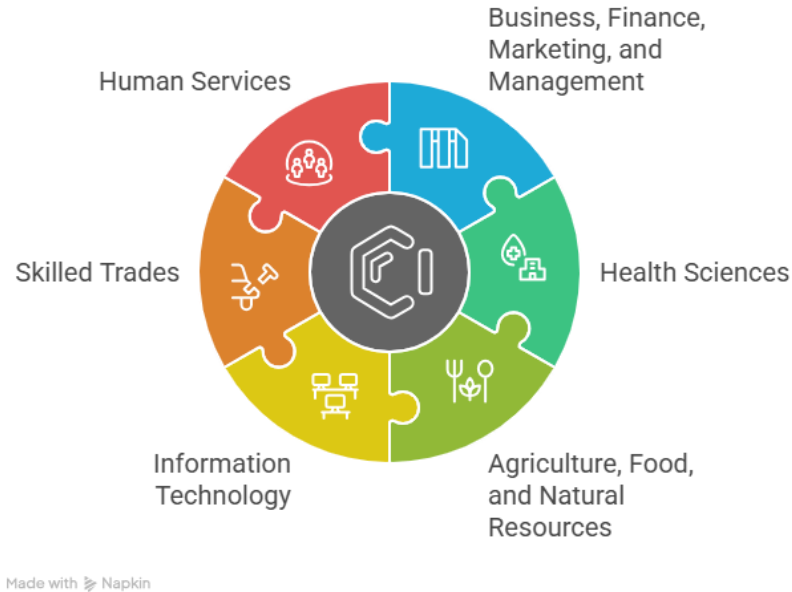 Business, Finance,
Marketing, and
Management
Human Services
Skilled Trades
Health Sciences
Information
Technology
Agriculture, Food,
and Natural
Resources
Made with Napkin